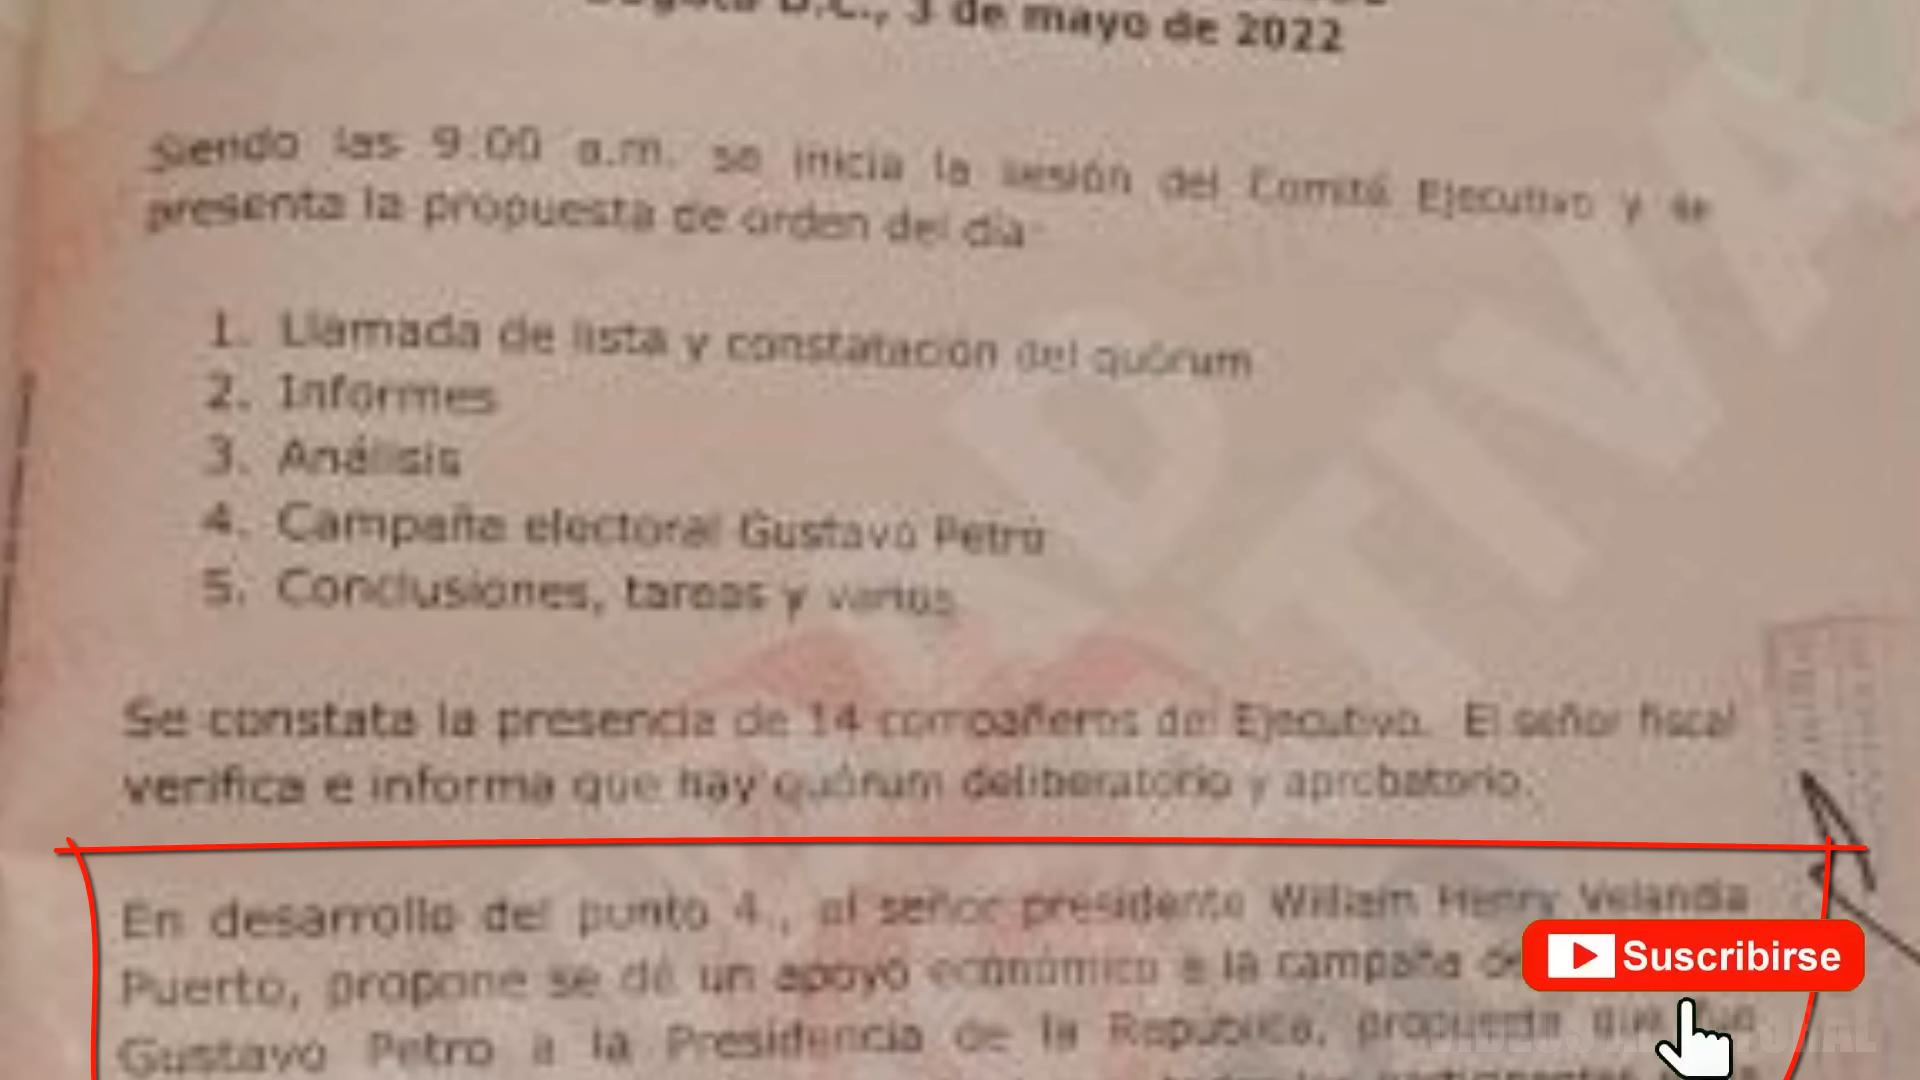 Bogotá D.C., 3 de mayo de 2022
Siendo las 9:00 a.m. se inicia la sesión del Comité Ejecutivo y se
presenta la propuesta de orden del día:
1. Llamada de lista y constatación del quórum
2. Informes
3. Análisis
4. Campaña electoral Gustavo Petro
5. Conclusiones, tareas y varios
Se constata la presencia de 14 compañeros del Ejecutivo. El señor fiscal
verifica e informa que hay quórum deliberatorio y aprobatorio.
En desarrollo del punto 4., el señor presidente William Henry Velandia
Puerto, propone se dé un apoyo económico a la campaña
Suscribirse
Gustavo Petro a la Presidencia de la República, propuesta que fue